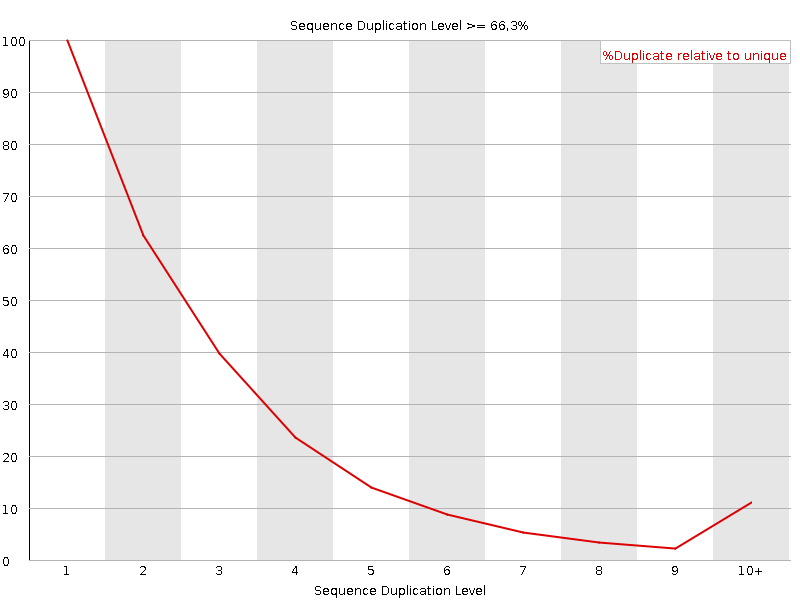 Sequence Duplication Level >= 66,3%
%Duplicate relative to unique
100
90
80
70
60
50
40
30
20
10
0
1 2 3 4 5 6 7 8 9 10+
Sequence Duplication Level